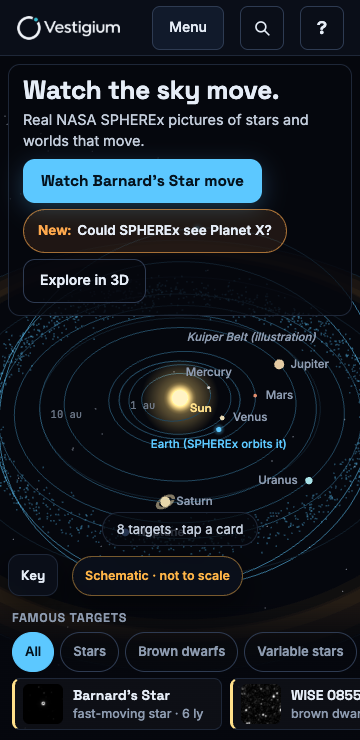 Vestigium
Menu
?
Watch the sky move.
Real NASA SPHEREx pictures of stars and
worlds that move.
Watch Barnard's Star move
New: Could SPHEREx see Planet X?
Explore in 3D
Kuiper Belt (illustration)
Jupiter
Mercury
Mars
1 au
Sun
10 au
Venus
Earth (SPHEREx orbits it)
Uranus
Saturn
8 targets · tap a card
Key
Schematic · not to scale
FAMOUS TARGETS
All
Stars
Brown dwarfs
Variable stars
Barnard's Star
fast-moving star · 6 ly
WISE 0855
brown dwar